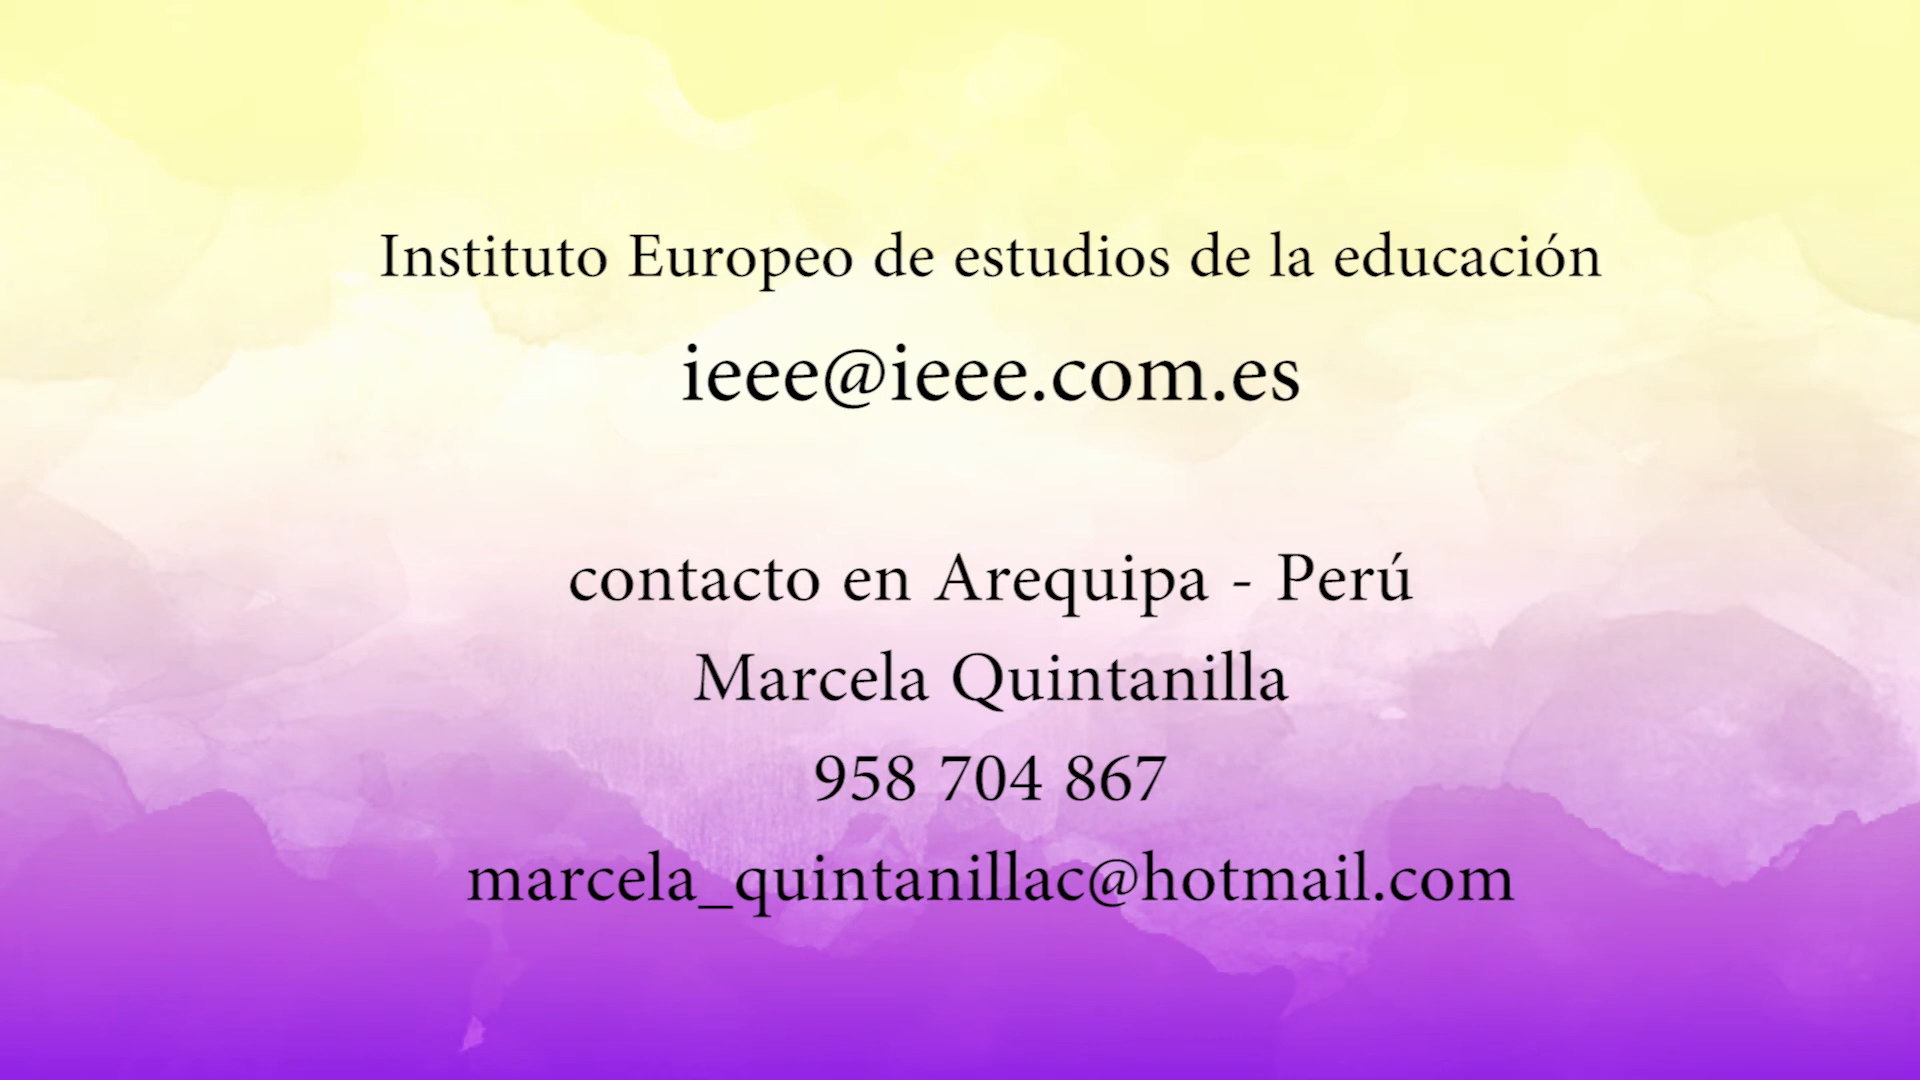 Instituto Europeo de estudios de la educación
ieee@ieee.com.es
contacto en Arequipa - Perú
Marcela Quintanilla
958 704 867
marcela_quintanillac@hotmail.com